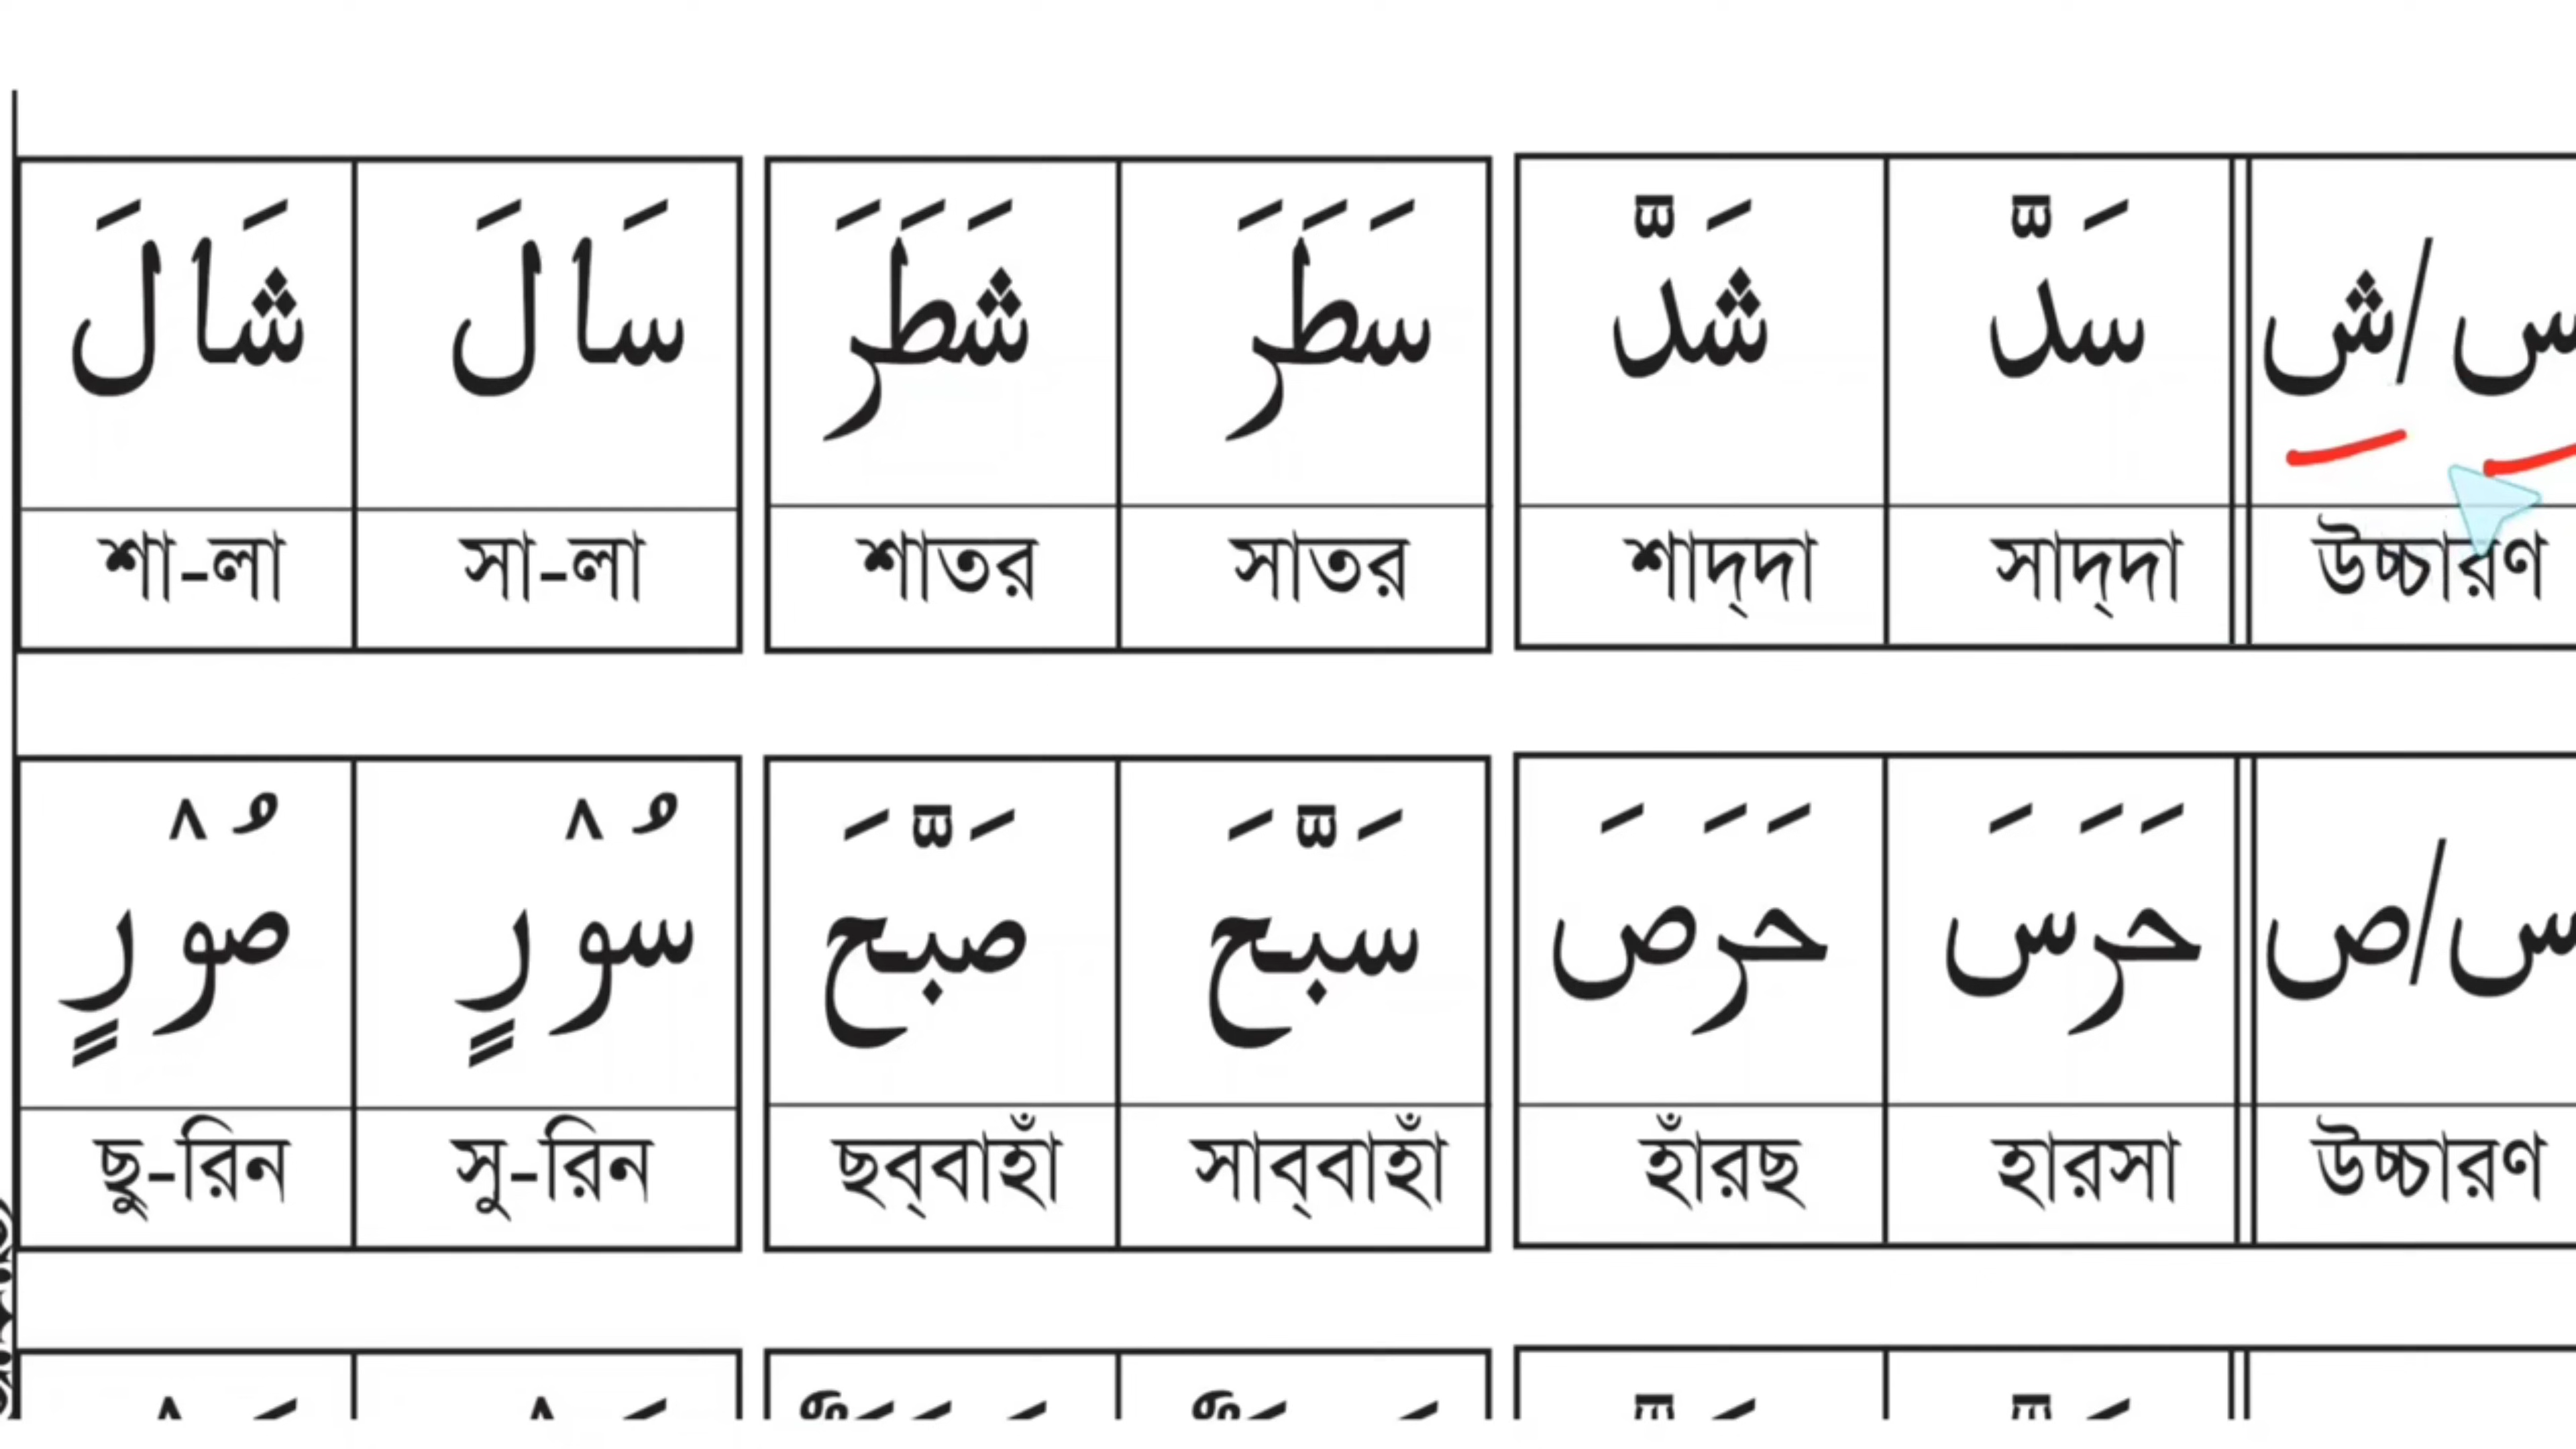 س/ش سَدَّ شَدَّ سَطَرَ شَطَرَ سَالَ شَالَ
উচ্চারণ সাদ্দা শাদ্দা সাতর শাতর সা-লা শা-লা
س/ص حَرَسَ حَرَصَ سَبَّحَ صَبَّحَ سُوْرٍ صُوْرٍ
উচ্চারণ হারসা হাঁরছ সাব্বাহাঁ ছব্বাহাঁ সু-রিন ছু-রিন